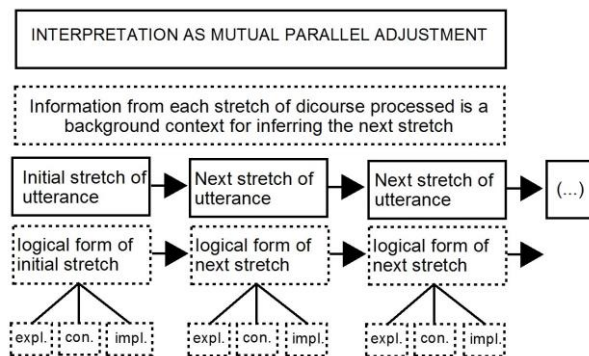 INTERPRETATION AS MUTUAL PARALLEL ADJUSTMENT
Information from each stretch of dicourse processed is a
background context for inferring the next stretch
Initial stretch of
utterance
Next stretch of
utterance
Next stretch of
utterance
(...)
logical form of
initial stretch
logical form of
next stretch
logical form of
next stretch
expl. con. impl. expl. con. impl. expl. con. impl.